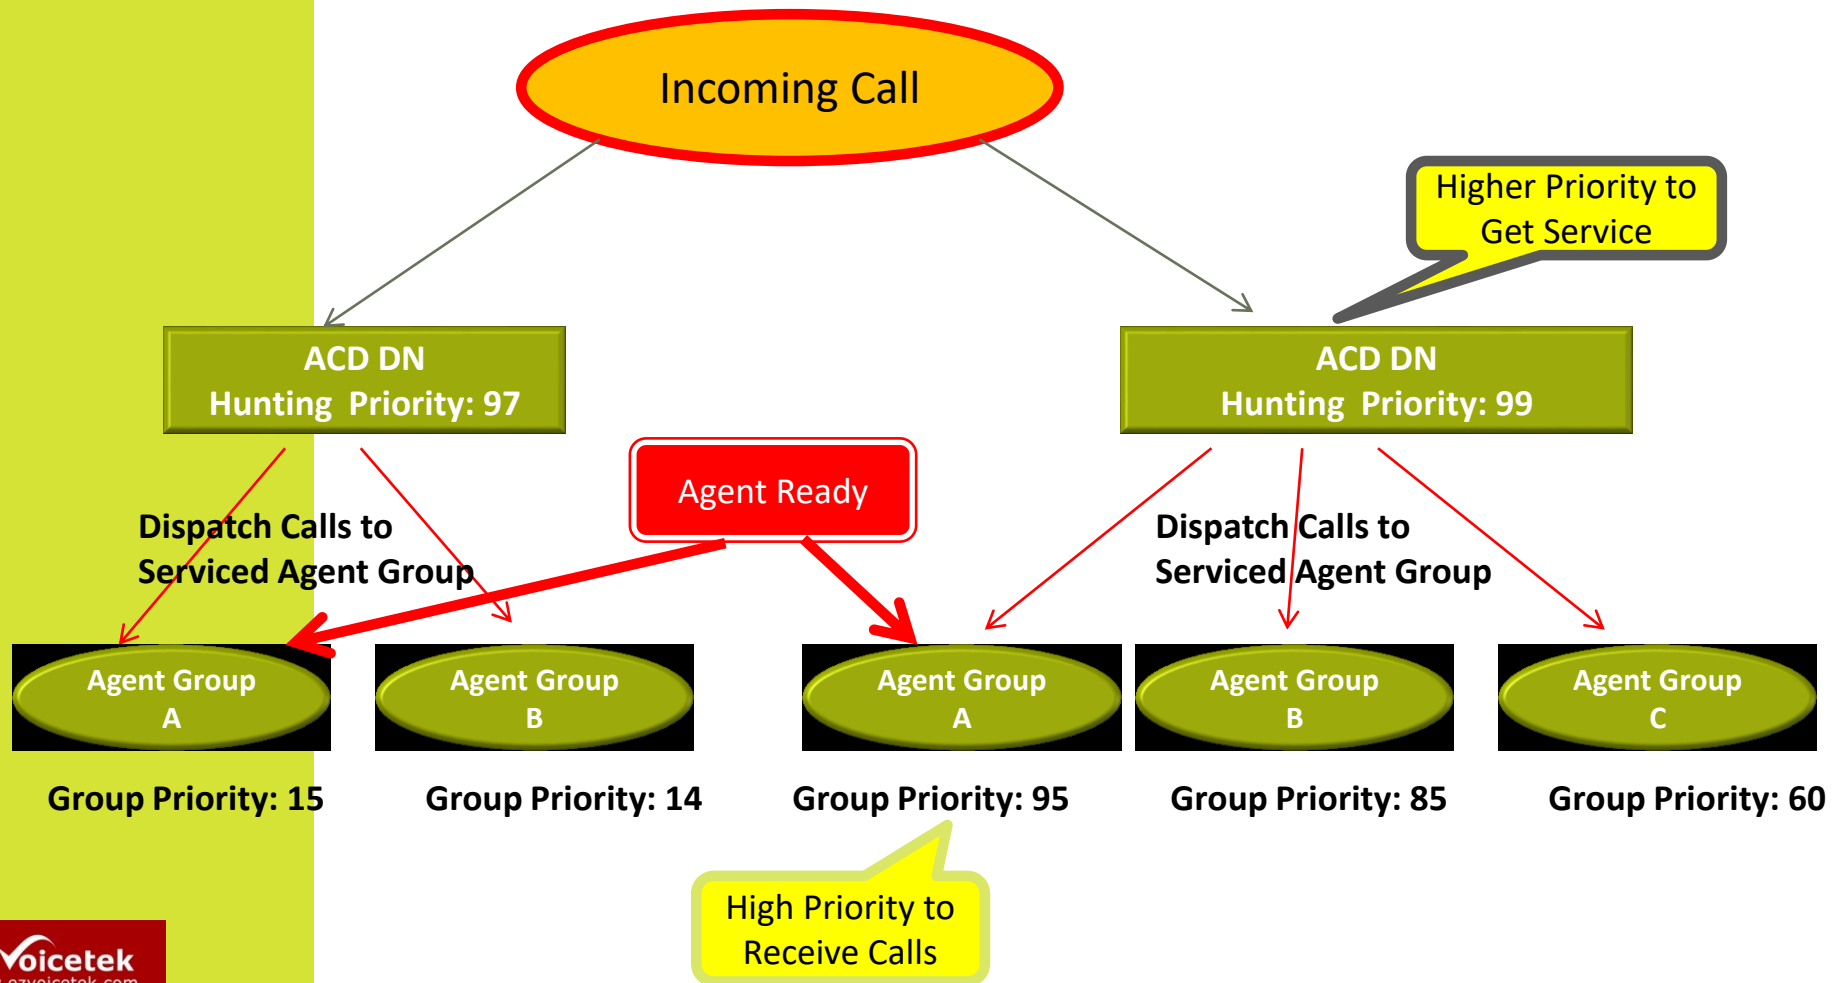 Incoming Call
Higher Priority to
Get Service
ACD DN
Hunting  Priority: 97
ACD DN
Hunting  Priority: 99
Agent Ready
Dispatch Calls to
Serviced Agent Group
Dispatch Calls to
Serviced Agent Group
Agent Group
A
Agent Group
B
Agent Group
A
Agent Group
B
Agent Group
C
Group Priority: 15
Group Priority: 14
Group Priority: 95
Group Priority: 85
Group Priority: 60
High Priority to
Receive Calls
Voicetek
ezvoicetek.com